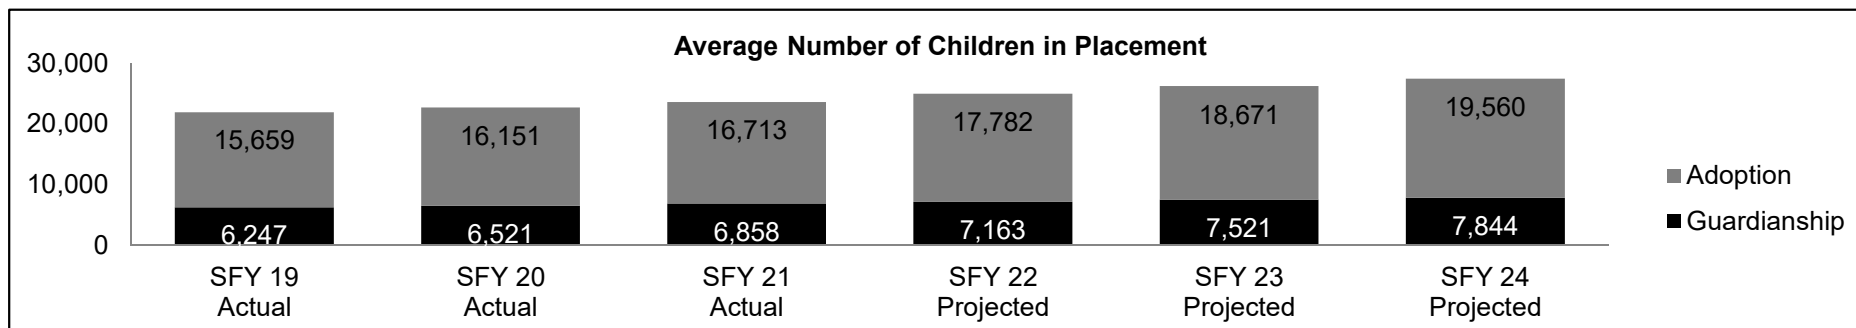 Average Number of Children in Placement
30,000
20,000
10,000
0
15,659
16,151
16,713
17,782
18,671
19,560
6,247
6,521
6,858
7,163
7,521
7,844
SFY 19
Actual
SFY 20
Actual
SFY 21
Actual
SFY 22
Projected
SFY 23
Projected
SFY 24
Projected
Adoption
Guardianship